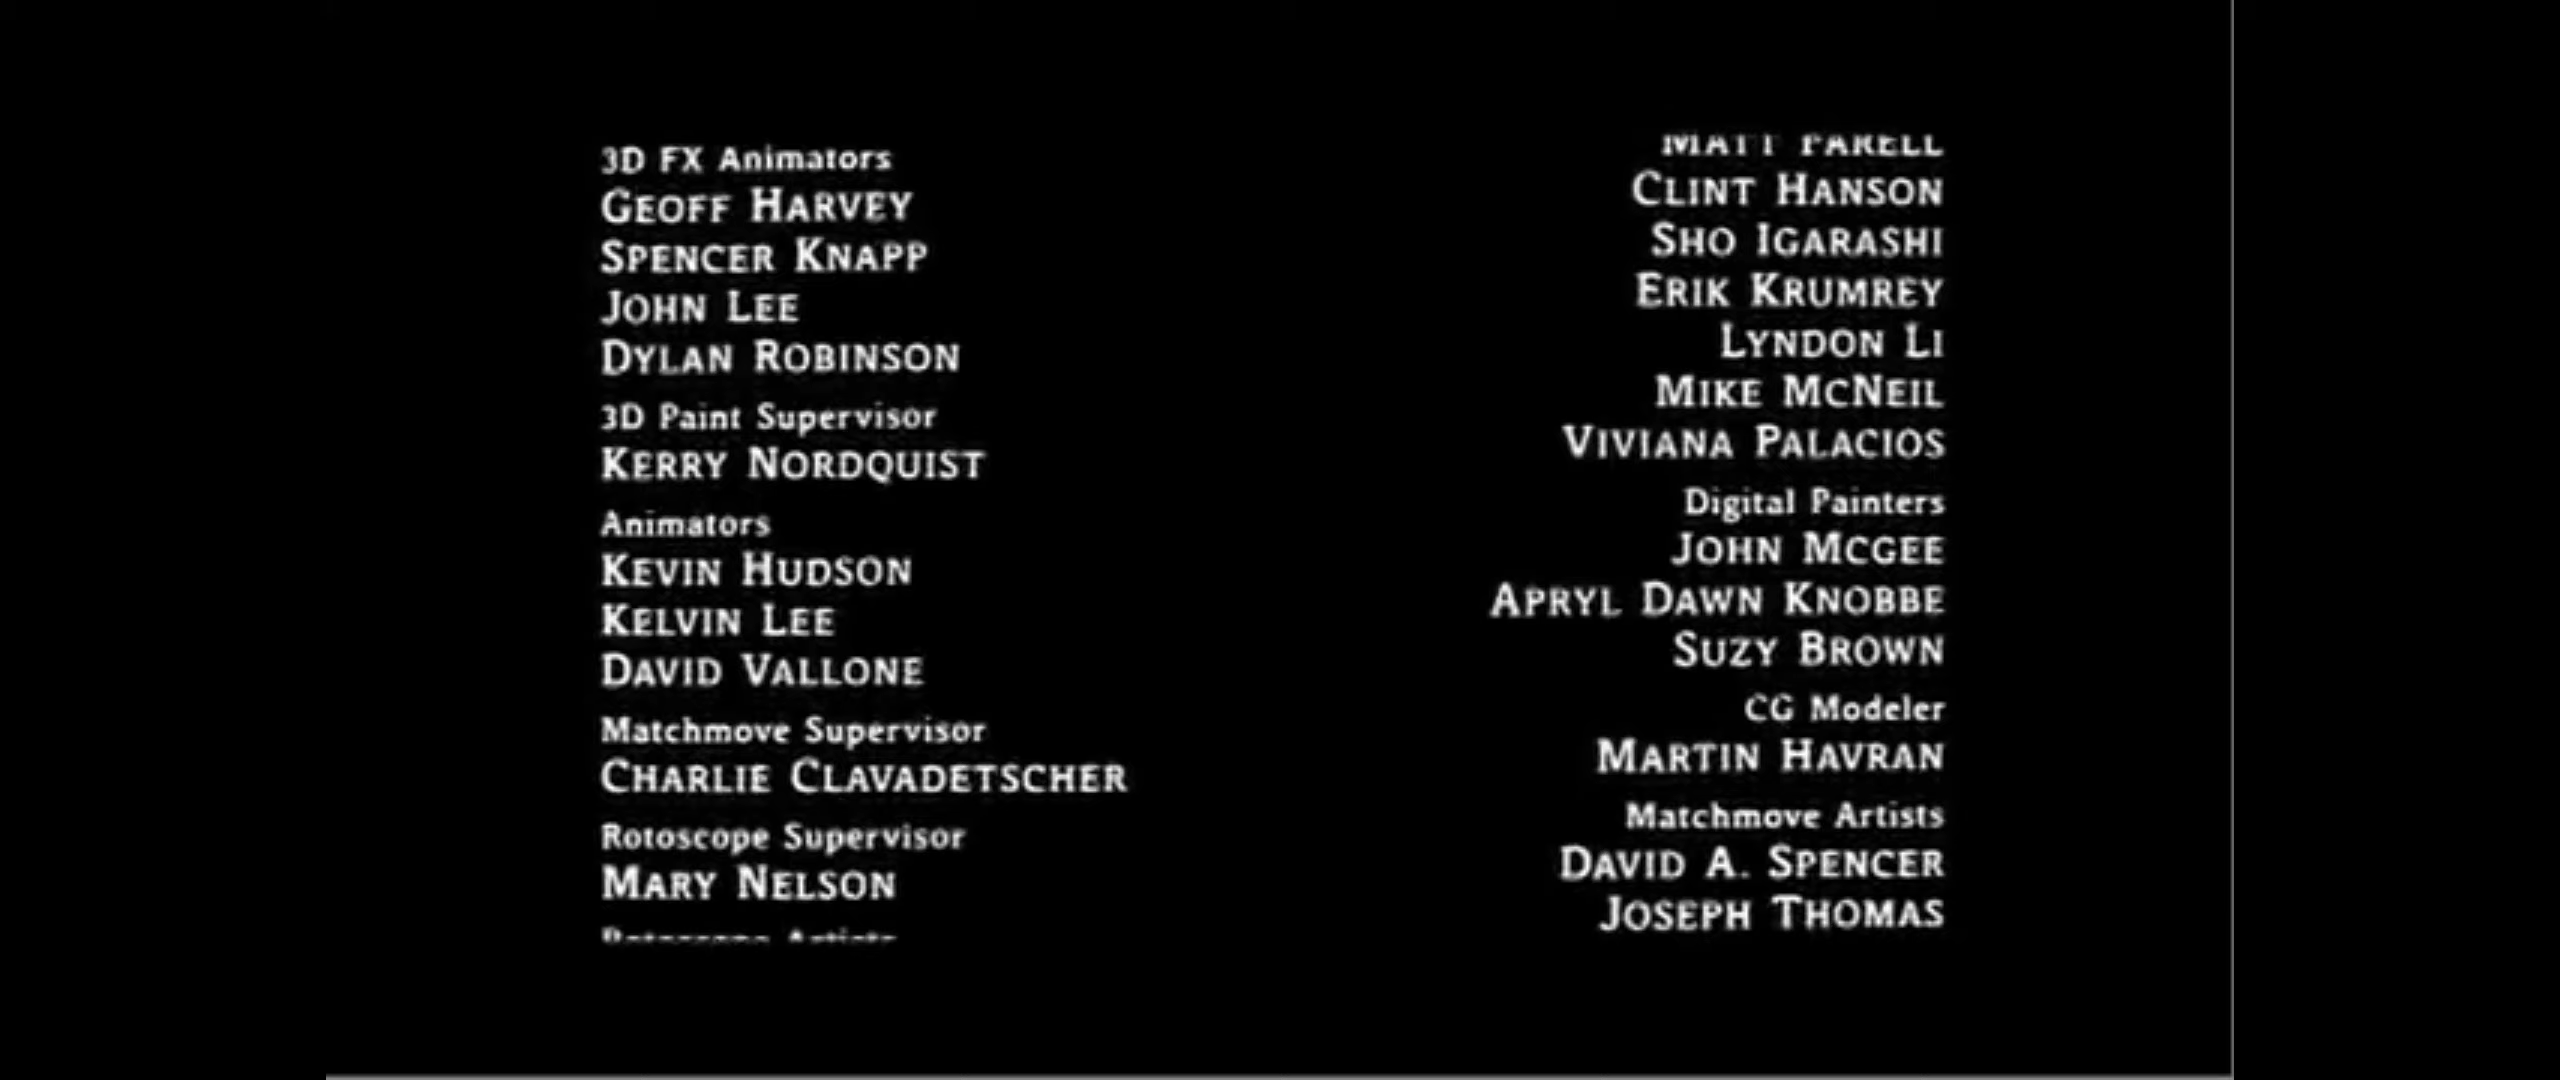 3D FX Animators
GEOFF HARVEY
SPENCER KNAPP
JOHN LEE
DYLAN ROBINSON
3D Paint Supervisor
KERRY NORDQUIST
Animators
KEVIN HUDSON
KELVIN LEE
DAVID VALLONE
Matchmove Supervisor
CHARLIE CLAVADETSCHER
Rotoscope Supervisor
MARY NELSON
MATT
CLINT HANSON
SHO IGARASHI
ERIK KRUMREY
LYNDON LI
MIKE MCNEIL
VIVIANA PALACIOS
Digital Painters
JOHN MCGEE
APRYL DAWN KNOBBE
SUZY BROWN
CG Modeler
MARTIN HAVRAN
Matchmove Artists
DAVID A. SPENCER
JOSEPH THOMAS